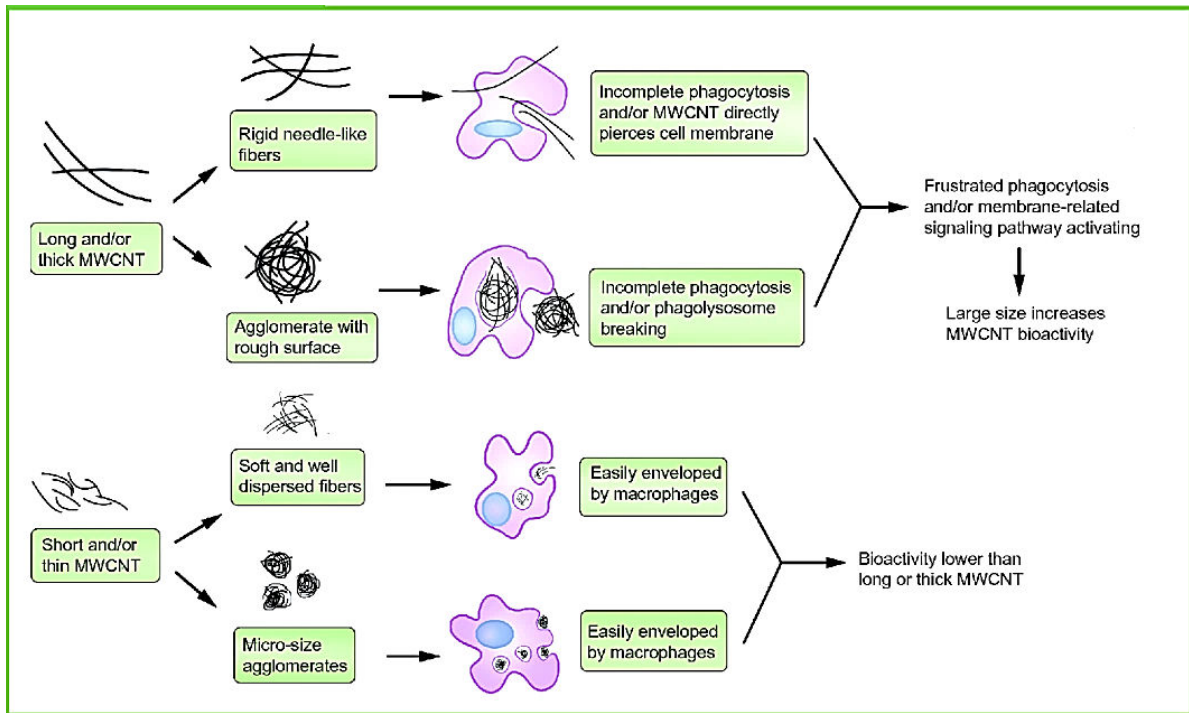 Rigid needle-like
fibers
Incomplete phagocytosis
and/or MWCNT directly
pierces cell membrane
Long and/or
thick MWCNT
Frustrated phagocytosis
and/or membrane-related
signaling pathway activating
Agglomerate with
rough surface
Incomplete phagocytosis
and/or phagolysosome
breaking
Large size increases
MWCNT bioactivity
Soft and well
dispersed fibers
Easily enveloped
by macrophages
Short and/or
thin MWCNT
Bioactivity lower than
long or thick MWCNT
Micro-size
agglomerates
Easily enveloped
by macrophages